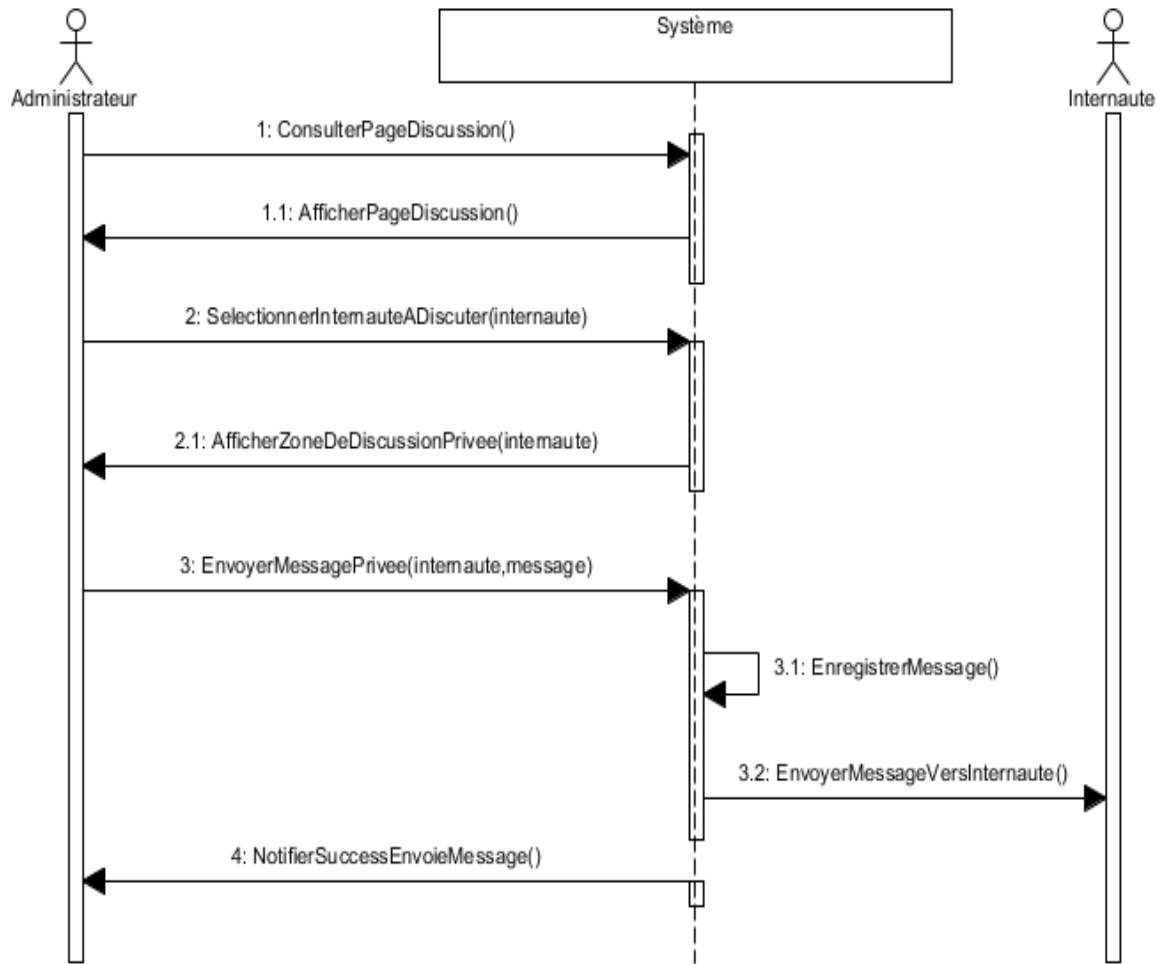 Système
Administrateur
Internaute
1: ConsulterPageDiscussion()
1.1: AfficherPageDiscussion()
2: SelectionnerInternauteADiscuter(internaute)
2.1: AfficherZoneDeDiscussionPrivee(internaute)
3: EnvoyerMessagePrivee(internaute,message)
3.1: EnregistrerMessage()
3.2: EnvoyerMessageVersInternaute()
4: NotifierSuccessEnvoieMessage()